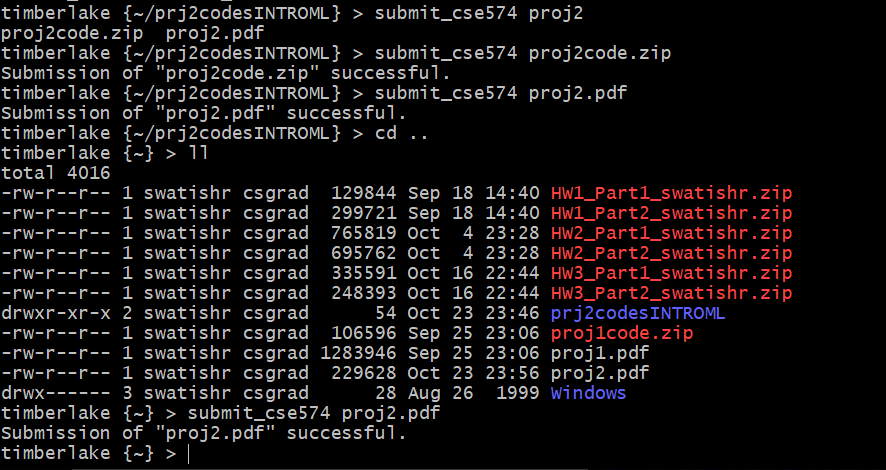 timberlake {~/prj2codesINTROML} > submit_cse574 proj2
proj2code.zip  proj2.pdf
timberlake {~/prj2codesINTROML} > submit_cse574 proj2code.zip
Submission of "proj2code.zip" successful.
timberlake {~/prj2codesINTROML} > submit_cse574 proj2.pdf
Submission of "proj2.pdf" successful.
timberlake {~/prj2codesINTROML} > cd ..
timberlake {~} > ll
total 4016
-rw-r--r-- 1 swatishr csgrad  129844 Sep 18 14:40 HW1_Part1_swatishr.zip
-rw-r--r-- 1 swatishr csgrad  299721 Sep 18 14:40 HW1_Part2_swatishr.zip
-rw-r--r-- 1 swatishr csgrad  765819 Oct  4 23:28 HW2_Part1_swatishr.zip
-rw-r--r-- 1 swatishr csgrad  695762 Oct  4 23:28 HW2_Part2_swatishr.zip
-rw-r--r-- 1 swatishr csgrad  335591 Oct 16 22:44 HW3_Part1_swatishr.zip
-rw-r--r-- 1 swatishr csgrad  248393 Oct 16 22:44 HW3_Part2_swatishr.zip
drwxr-xr-x 2 swatishr csgrad      54 Oct 23 23:46 prj2codesINTROML
-rw-r--r-- 1 swatishr csgrad  106596 Sep 25 23:06 proj1code.zip
-rw-r--r-- 1 swatishr csgrad 1283946 Sep 25 23:06 proj1.pdf
-rw-r--r-- 1 swatishr csgrad  229628 Oct 23 23:56 proj2.pdf
drwx------ 3 swatishr csgrad      28 Aug 26  1999 Windows
timberlake {~} > submit_cse574 proj2.pdf
Submission of "proj2.pdf" successful.
timberlake {~} >